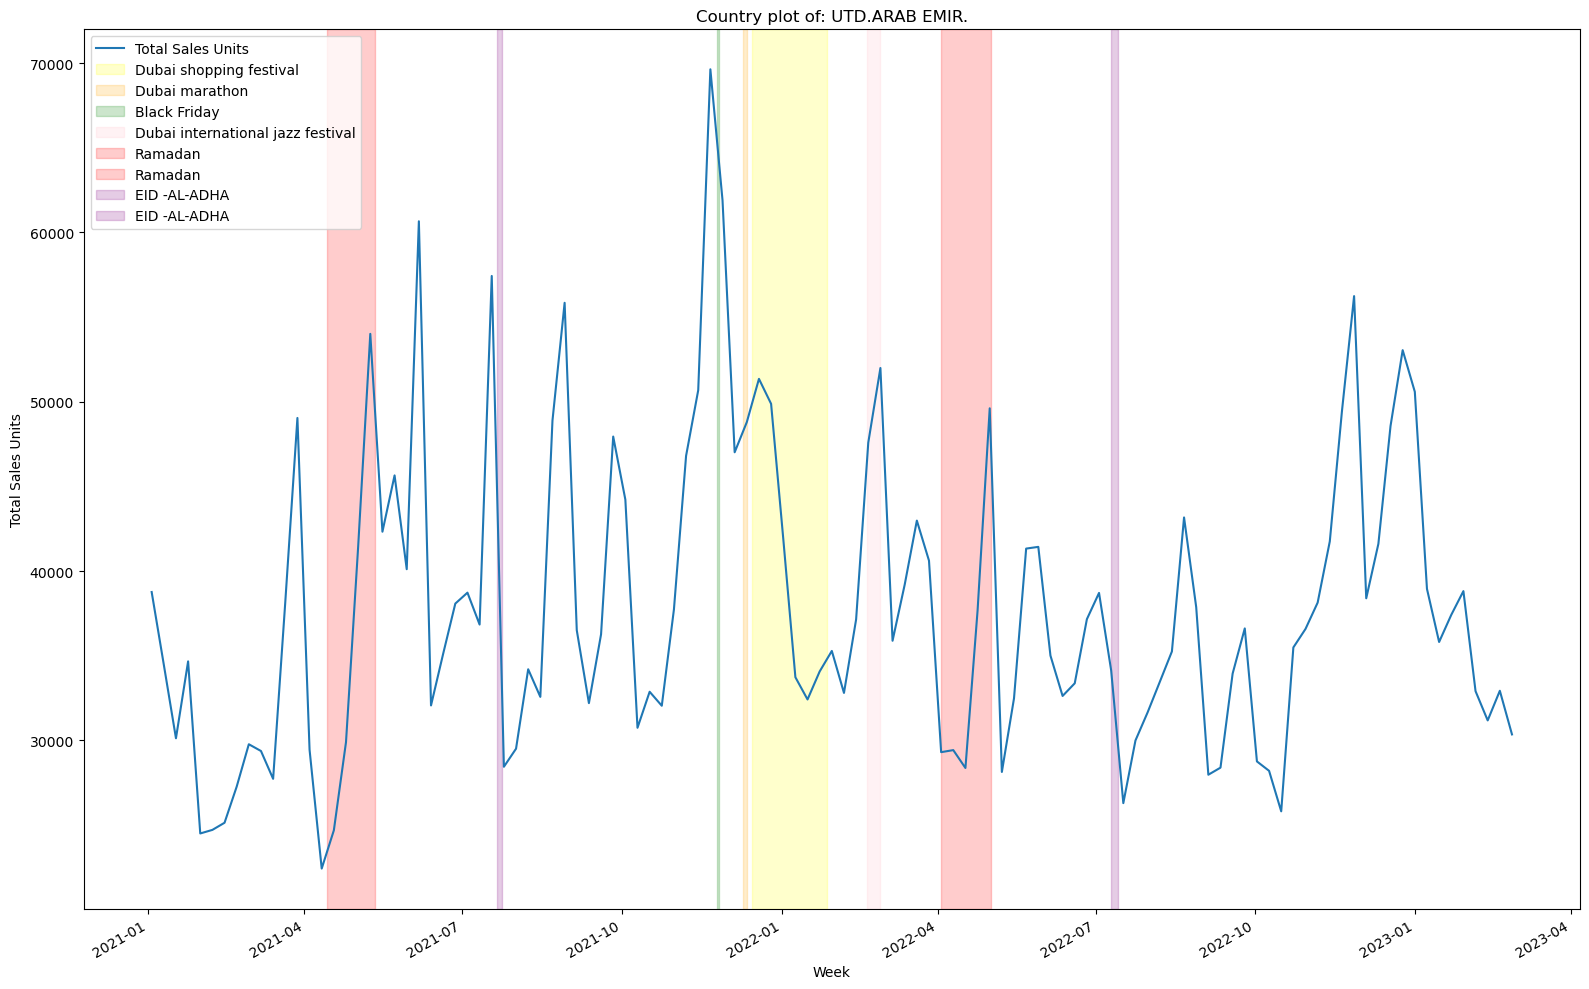 Country plot of: UTD.ARAB EMIR.
Total Sales Units
Dubai shopping festival
Dubai marathon
Black Friday
Dubai international jazz festival
Ramadan
Ramadan
EID -AL-ADHA
EID -AL-ADHA
70000
60000
50000
40000
30000
Total Sales Units
2021-01
2021-04
2021-07
2021-10
2022-01
2022-04
2022-07
2022-10
2023-01
2023-04
Week